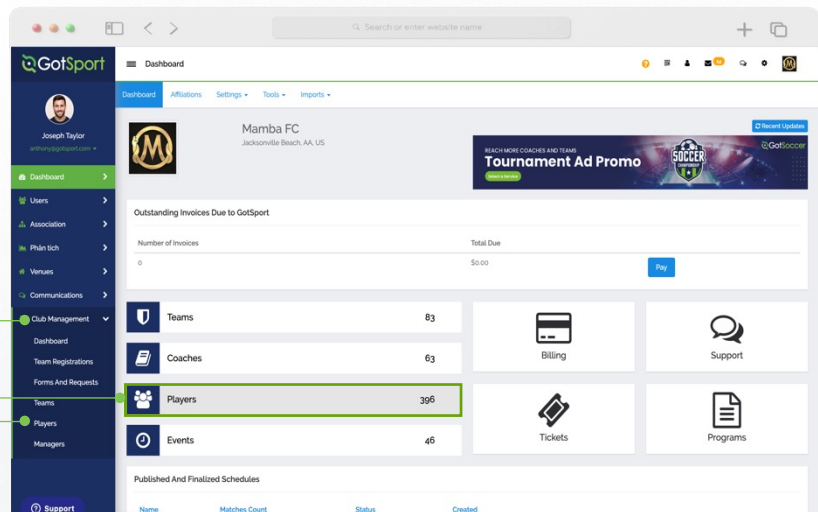 Search or enter website name
GotSport
Dashboard
Joseph Taylor
anthony@gotsport.com
Dashboard
Users
Association
Phân tích
Venues
Communications
Club Management
Dashboard
Team Registrations
Forms And Requests
Teams
Players
Managers
Support
Dashboard
Affiliations
Settings
Tools
Imports
Mamba FC
Jacksonville Beach, AA, US
Recent Updates
REACH MORE COACHES AND TEAMS
Tournament Ad Promo
Select a Service
SOCCER
CHAMPIONSHIP
GotSoccer
Outstanding Invoices Due to GotSport
Number of Invoices
Total Due
0
$0.00
Pay
Teams
83
Coaches
63
Players
396
Events
46
Billing
Support
Tickets
Programs
Published And Finalized Schedules
Name
Matches Count
Status
Created